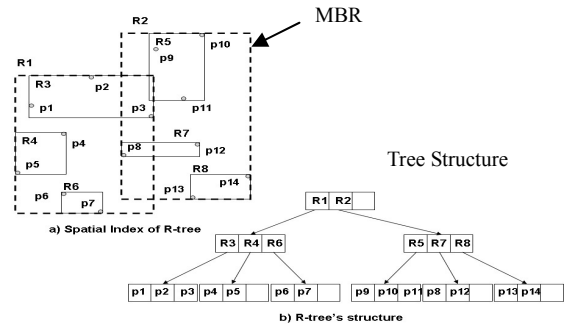 MBR
R2
R5
p10
p9
R1
R3
p2
p1
p3
p11
R4
p4
R7
p8
p12
p5
R8
p14
R6
p6
p13
p7
a) Spatial Index of R-tree
Tree Structure
R1 R2
R3 R4 R6
R5 R7 R8
p1 p2 p3 p4 p5 p6 p7
p9 p10 p11 p8 p12 p13 p14
b) R-tree's structure